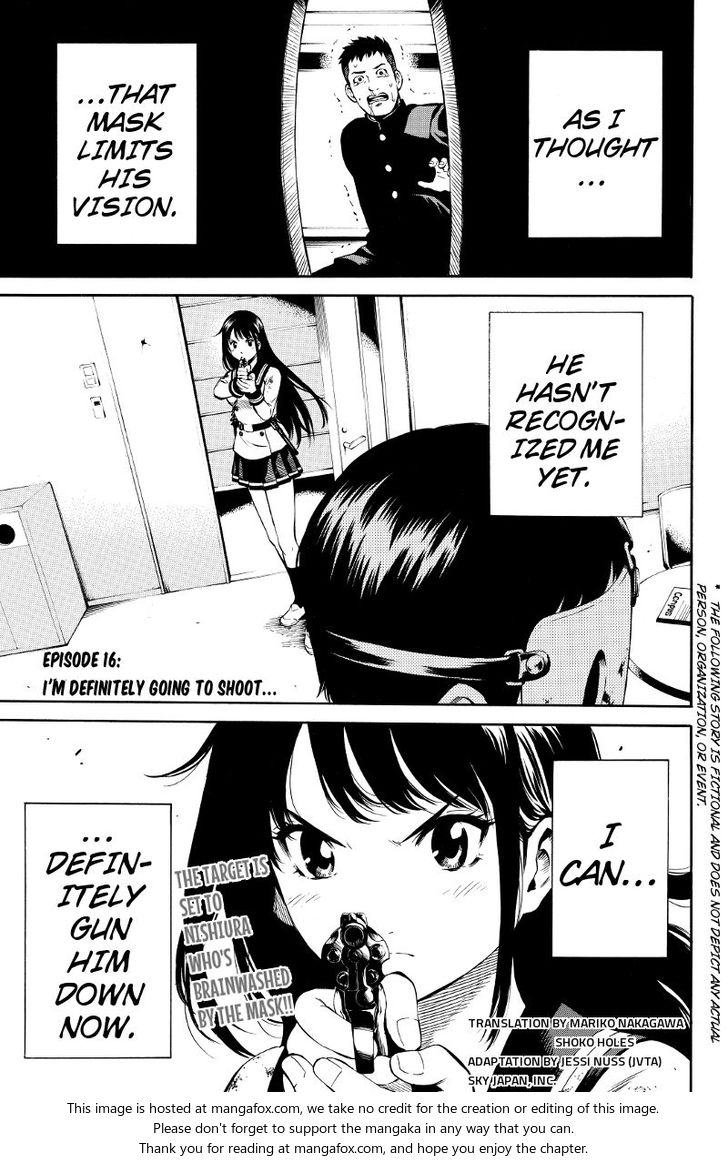 AS I
THOUGHT
...
...THAT
MASK
LIMITS
HIS
VISION.
HE
HASN'T
RECOGN-
IZED ME
YET.
Campus
EPISODE 16:
I'M DEFINITELY GOING TO SHOOT...
* THE FOLLOWING STORY IS FICTIONAL AND DOES NOT DEPICT ANY ACTUAL
PERSON, ORGANIZATION, OR EVENT.
I
CAN...
...
DEFIN-
ITELY
GUN
HIM
DOWN
NOW.
THE TARGET IS
SET TO
NISHIURA
WHO'S
BRAINWASHED
BY THE MASK!!
TRANSLATION BY MARIKO NAKAGAWA
SHOKO HOLES
ADAPTATION BY JESSI NUSS (JVTA)
SKY JAPAN, INC.
This image is hosted at mangafox.com, we take no credit for the creation or editing of this image.
Please don't forget to support the mangaka in any way that you can.
Thank you for reading at mangafox.com, and hope you enjoy the chapter.